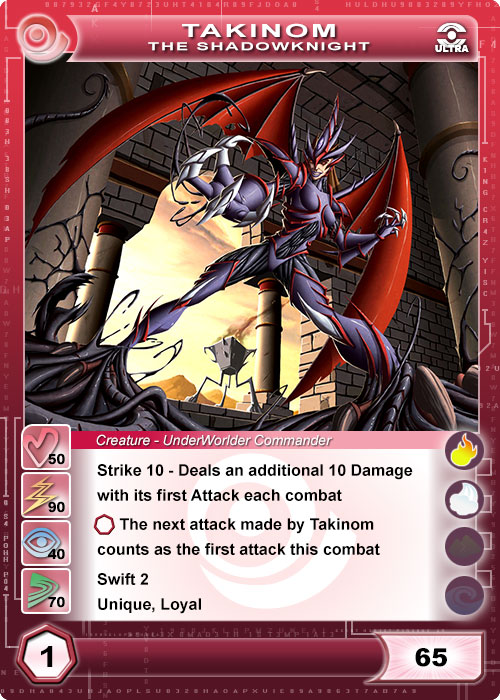 TAKINOM
THE SHADOWKNIGHT
ULTRA
50
90
40
70
Creature - UnderWorlder Commander
Strike 10 - Deals an additional 10 Damage
with its first Attack each combat
The next attack made by Takinom
counts as the first attack this combat
Swift 2
Unique, Loyal
1
65